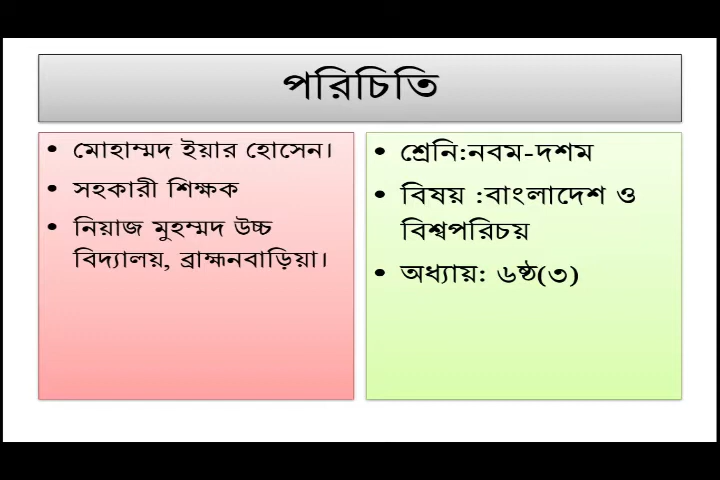 পরিচিতি
• মোহাম্মদ ইয়ার হোসেন।
• সহকারী শিক্ষক
• নিয়াজ মুহম্মদ উচ্চ
বিদ্যালয়, ব্রাহ্মনবাড়িয়া।
• শ্রেনি:নবম-দশম
• বিষয় :বাংলাদেশ ও
বিশ্বপরিচয়
• অধ্যায়: ৬ষ্ঠ(৩)